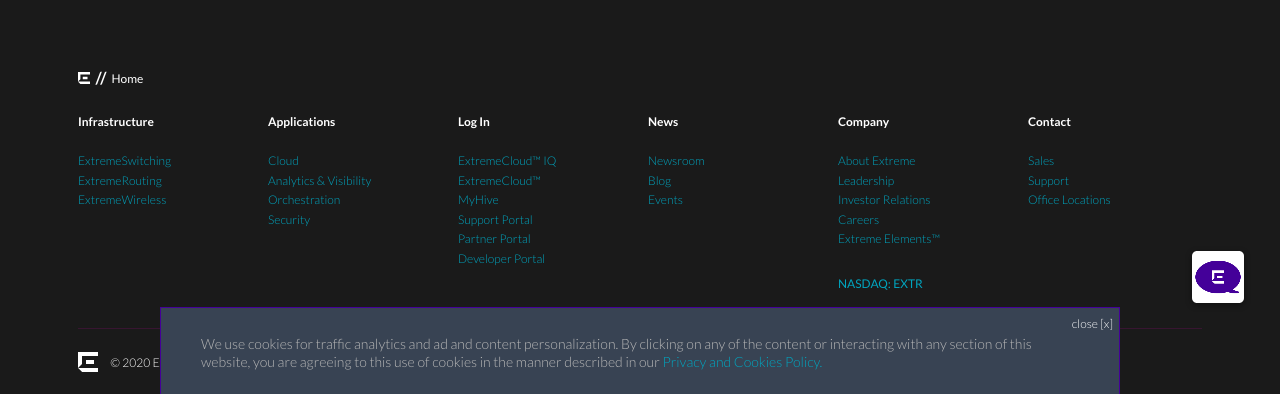 // Home
Infrastructure
ExtremeSwitching
ExtremeRouting
ExtremeWireless
Applications
Cloud
Analytics & Visibility
Orchestration
Security
Log In
ExtremeCloud™ IQ
ExtremeCloud™
MyHive
Support Portal
Partner Portal
Developer Portal
News
Newsroom
Blog
Events
Company
About Extreme
Leadership
Investor Relations
Careers
Extreme Elements™
NASDAQ: EXTR
Contact
Sales
Support
Office Locations
close [x]
We use cookies for traffic analytics and ad and content personalization. By clicking on any of the content or interacting with any section of this
website, you are agreeing to this use of cookies in the manner described in our Privacy and Cookies Policy.
© 2020 E